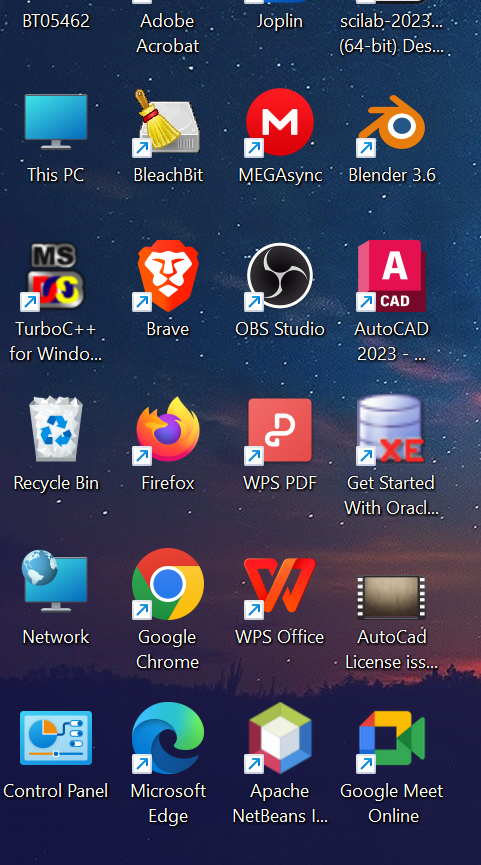 BT05462
Adobe
Acrobat
Joplin
scilab-2023...
(64-bit) Des...
This PC
BleachBit
MEGAsync
Blender 3.6
MS
DOS
TurboC++
for Windo...
Brave
OBS Studio
A
CAD
AutoCAD
2023 - ...
Recycle Bin
Firefox
WPS PDF
XE
Get Started
With Oracl...
Network
Google
Chrome
WPS Office
AutoCad
License iss...
Control Panel
Microsoft
Edge
Apache
NetBeans I...
Google Meet
Online